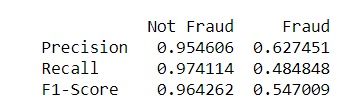 Not Fraud Fraud
Precision 0.954606 0.627451
Recall 0.974114 0.484848
F1-Score 0.964262 0.547009